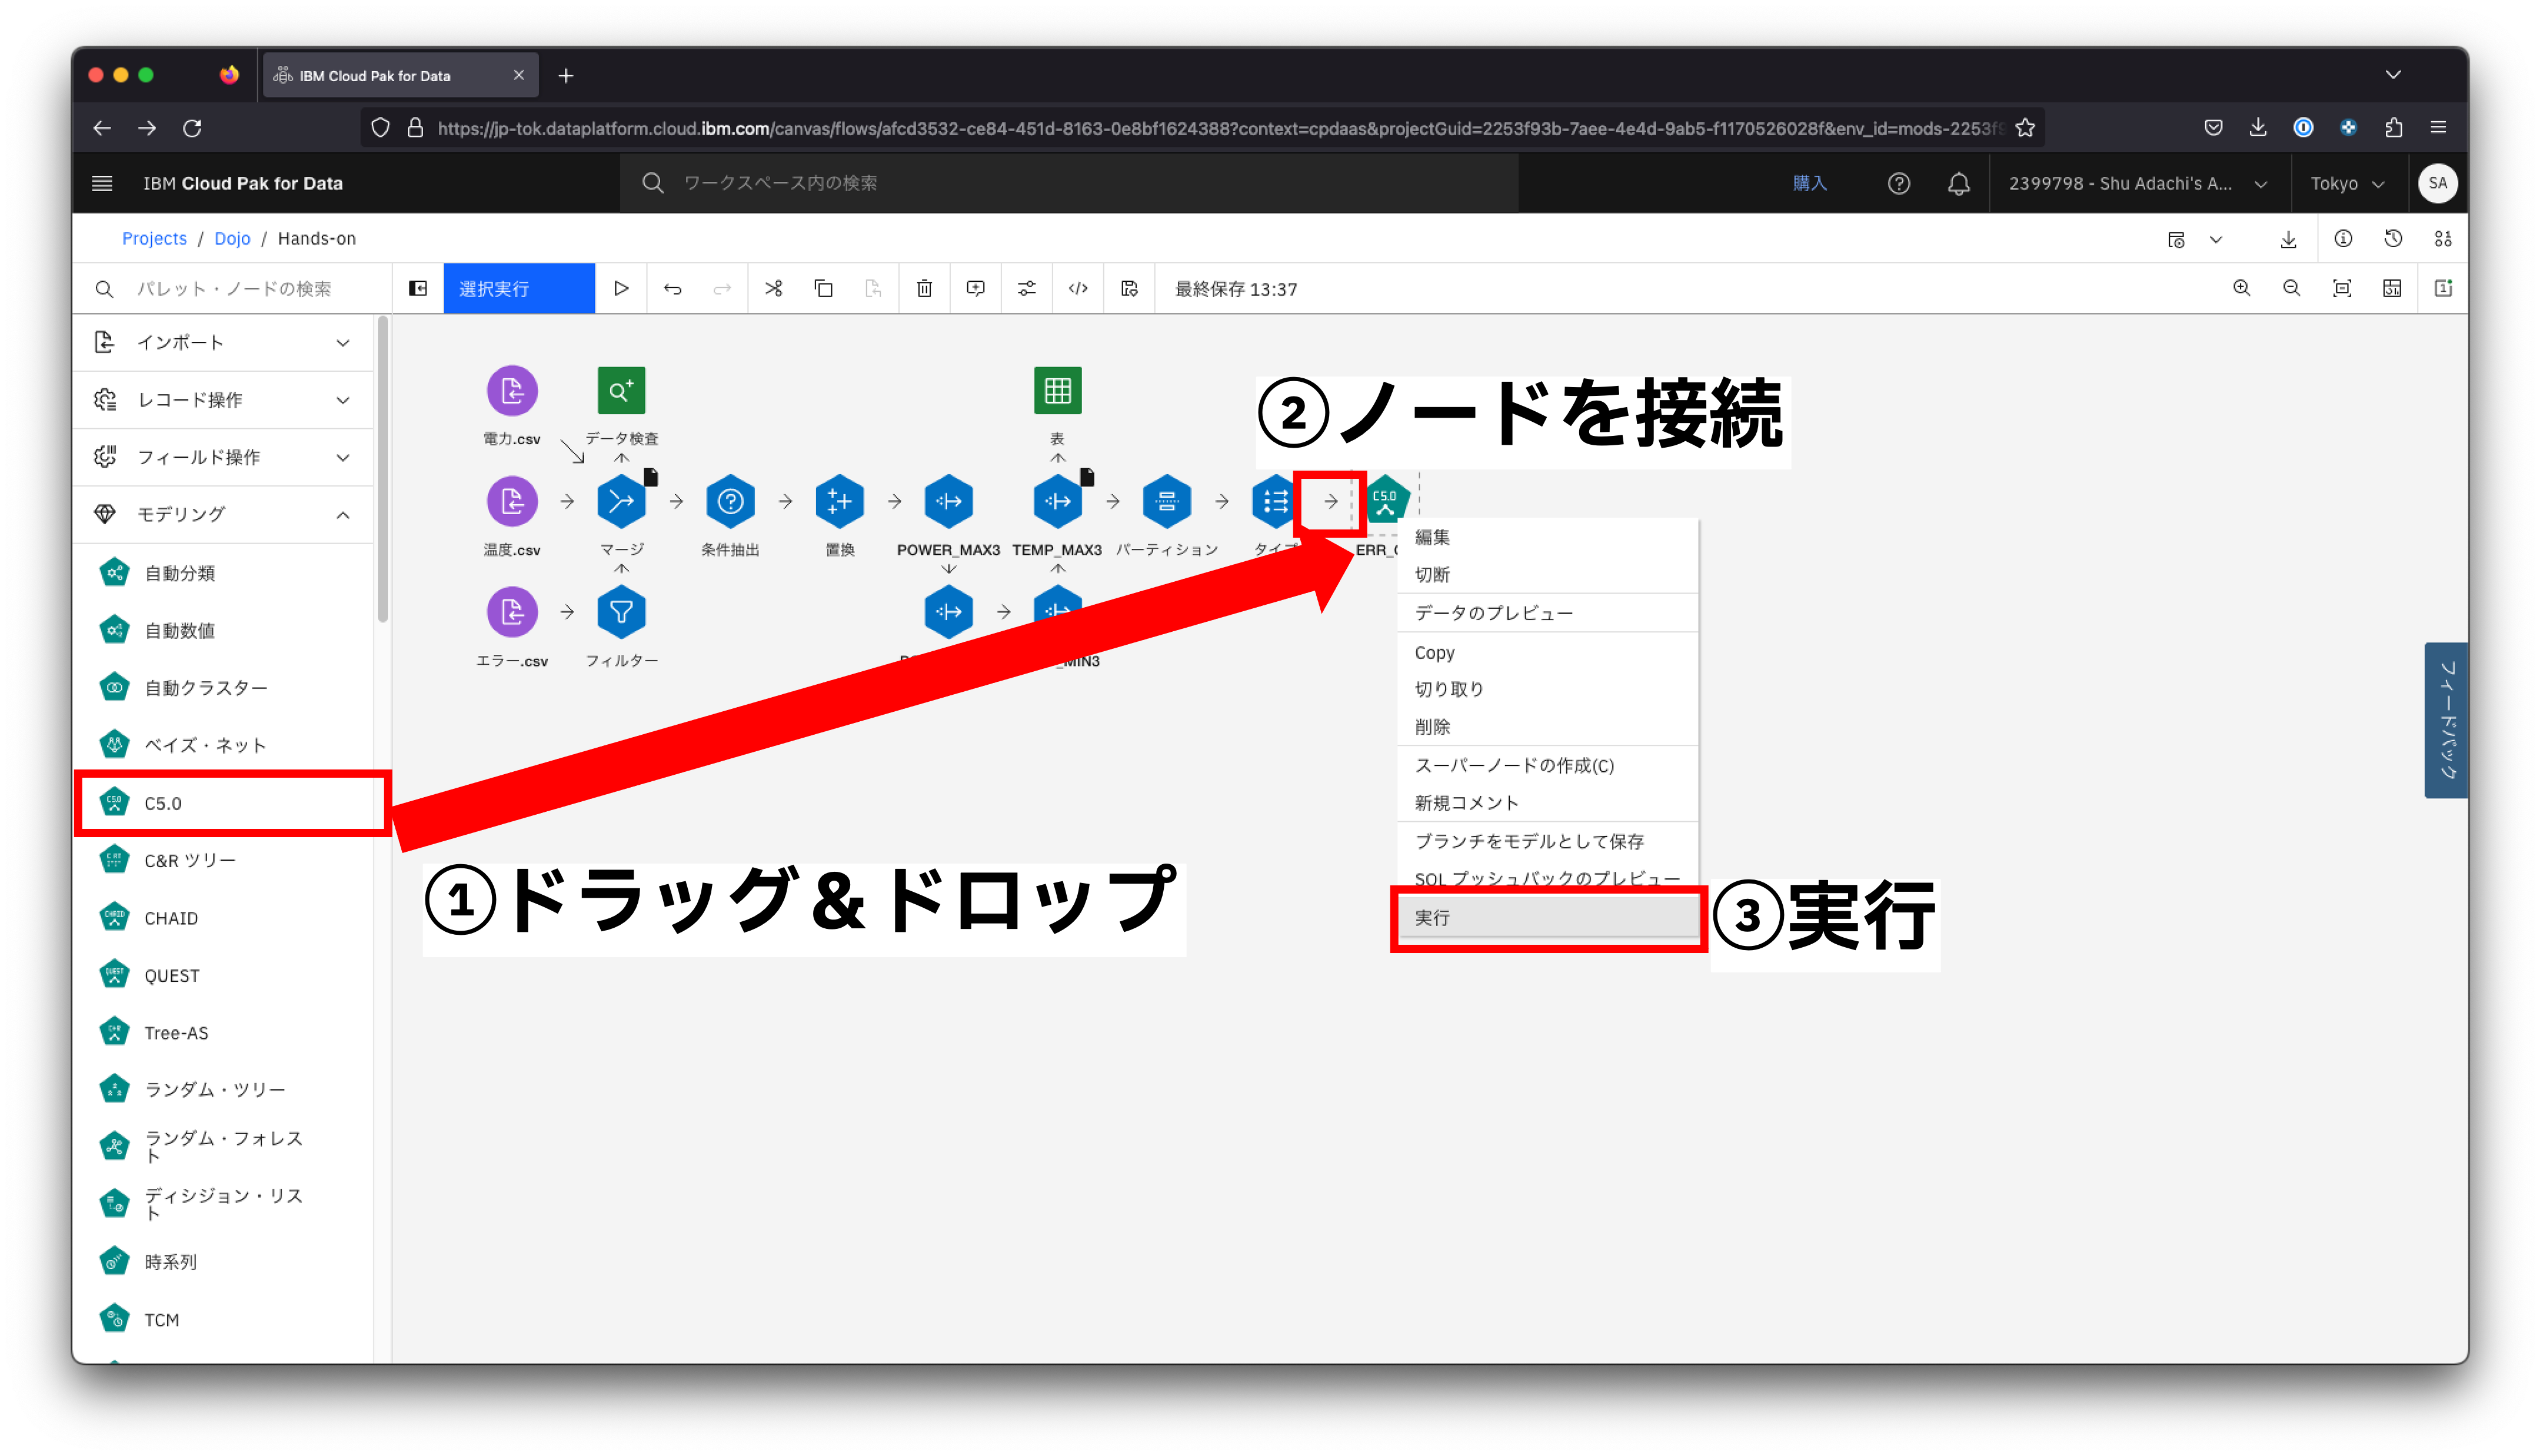 IBM Cloud Pak for Data
https://jp-tok.dataplatform.cloud.ibm.com/canvas/flows/afcd3532-ce84-451d-8163-0e8bf1624388?context=cpdaas&projectGuid=2253f93b-7aee-4e4d-9ab5-f1170526028f&env_id=mods-2253f9
IBM Cloud Pak for Data
ワークスペース内の検索
購入
2399798 - Shu Adachi's A...
Tokyo
SA
Projects / Dojo / Hands-on
パレット・ノードの検索
選択実行
最終保存 13:37
インポート
レコード操作
フィールド操作
モデリング
自動分類
自動数値
自動クラスター
ベイズ・ネット
C5.0
C&R ツリー
CHAID
QUEST
Tree-AS
ランダム・ツリー
ランダム・フォレス
ト
ディシジョン・リス
ト
時系列
TCM
電力.csv
データ検査
表
②ノードを接続
C5.0
温度.csv
マージ
条件抽出
置換
POWER_MAX3
TEMP_MAX3
パーティション
タイプ
ERR_
エラー.csv
フィルター
_MIN3
編集
切断
データのプレビュー
Copy
切り取り
削除
スーパーノードの作成(C)
新規コメント
ブランチをモデルとして保存
SQL プッシュバックのプレビュー
実行
①ドラッグ＆ドロップ
③実行
フィードバック